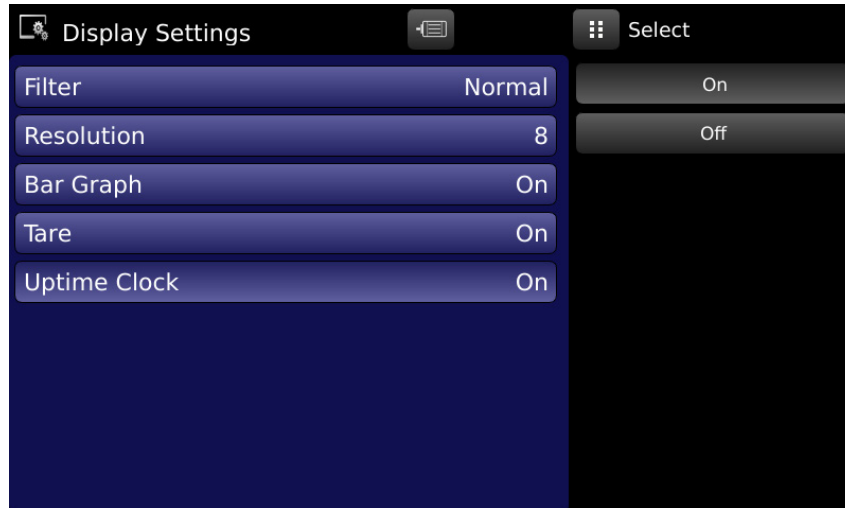 Display Settings
Filter Normal
Resolution 8
Bar Graph On
Tare On
Uptime Clock On
Select
On
Off